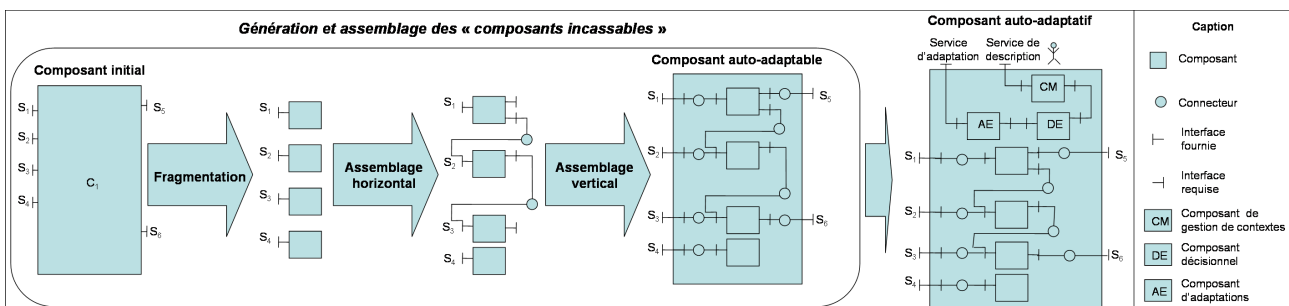 Génération et assemblage des « composants incassables »
Composant initial
S1
S2
S3
S4
C1
S5
S6
Fragmentation
S1
S2
S3
S4
Assemblage
horizontal
S1
S2
S3
S4
Assemblage
vertical
Composant auto-adaptable
S1
S2
S3
S4
S5
S6
Composant auto-adaptatif
Service
d'adaptation
Service de
description
CM
AE
DE
S1
S2
S3
S4
S5
S6
Caption
Composant
Connecteur
Interface
fournie
Interface
requise
CM
Composant de
gestion de contextes
DE
Composant
décisionnel
AE
Composant
d'adaptations